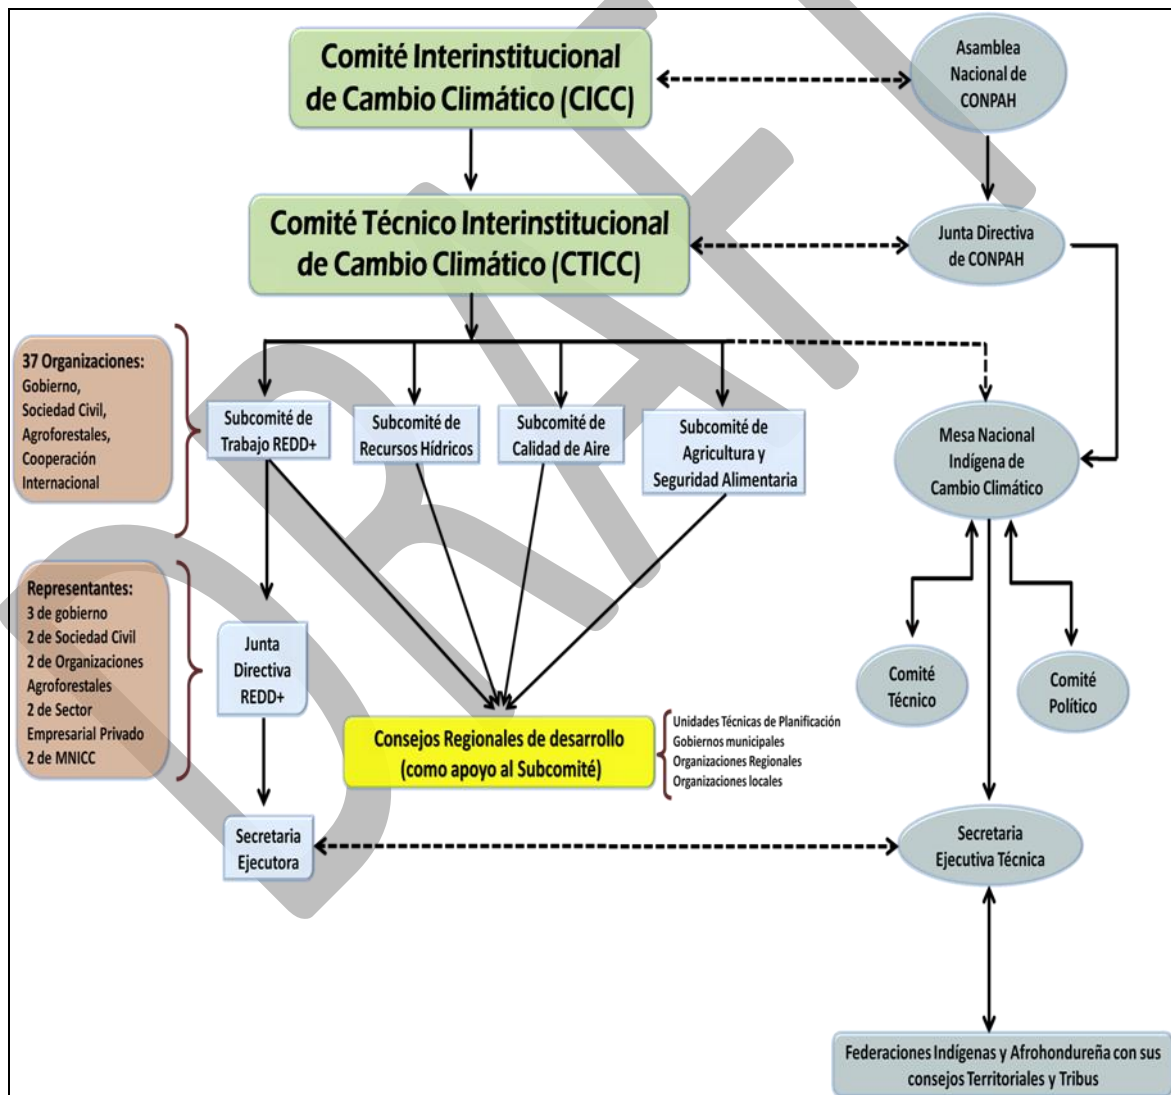 Comité Interinstitucional
de Cambio Climático (CICC)
Asamblea
Nacional de
CONPAH
Comité Técnico Interinstitucional
de Cambio Climático (CTICC)
Junta Directiva
de CONPAH
37 Organizaciones:
Gobierno,
Sociedad Civil,
Agroforestales,
Cooperación
Internacional
Subcomité de
Trabajo REDD+
Subcomité de
Recursos Hídricos
Subcomité de
Calidad de Aire
Subcomité de
Agricultura y
Seguridad Alimentaria
Mesa Nacional
Indígena de
Cambio Climático
Representantes:
3 de gobierno
2 de Sociedad Civil
2 de Organizaciones
Agroforestales
2 de Sector
Empresarial Privado
2 de MNICC
Junta
Directiva
REDD+
Comité
Técnico
Comité
Político
Consejos Regionales de desarrollo
(como apoyo al Subcomité)
Unidades Técnicas de Planificación
Gobiernos municipales
Organizaciones Regionales
Organizaciones locales
Secretaria
Ejecutora
Secretaria
Ejecutiva Técnica
Federaciones Indígenas y Afrohondureña con sus
consejos Territoriales y Tribus
DRAFT